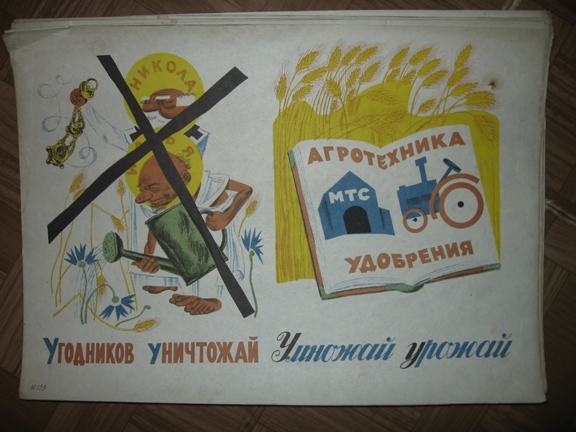 НИКОЛА
АГРОТЕХНИКА
МТС
УДОБРЕНИЯ
Угодников уничтожай Умножай урожай